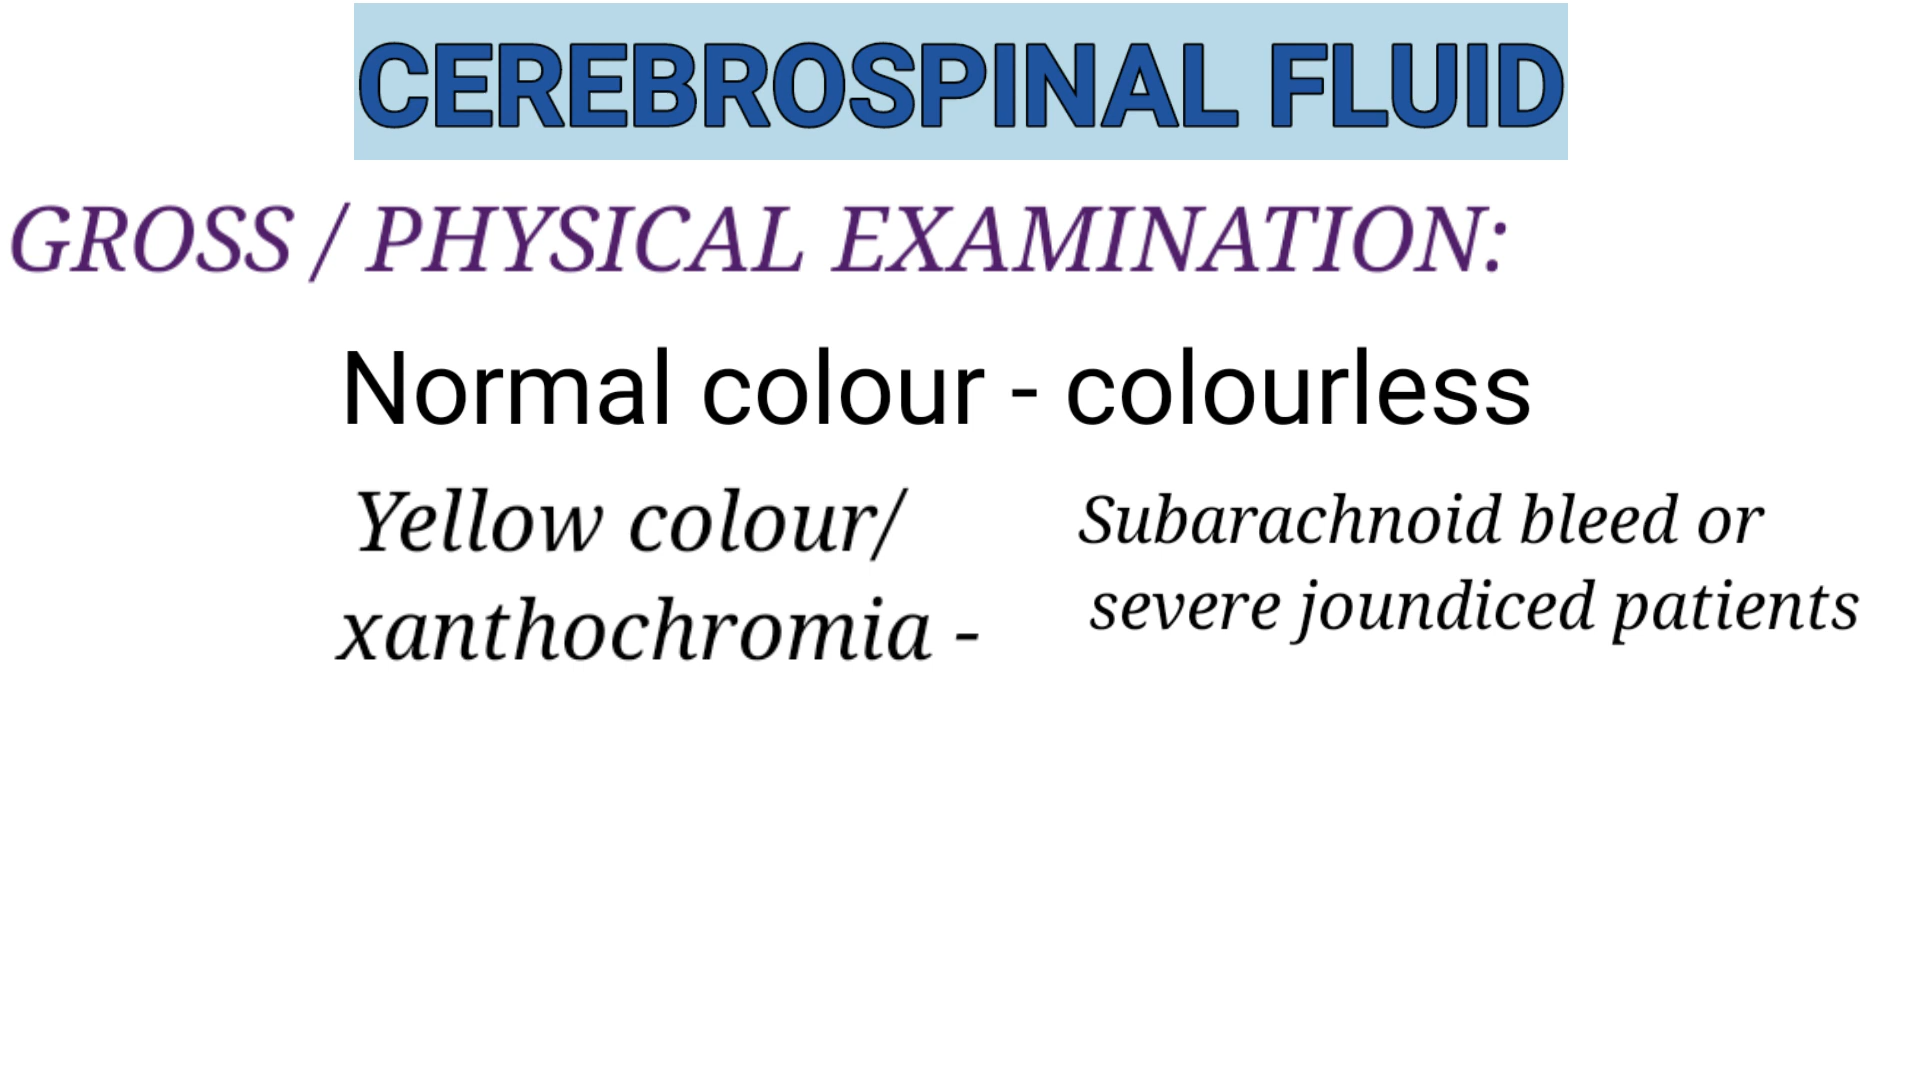 CEREBROSPINAL FLUID
GROSS / PHYSICAL EXAMINATION:
Normal colour - colourless
Yellow colour/
xanthochromia -
Subarachnoid bleed or
severe joundiced patients